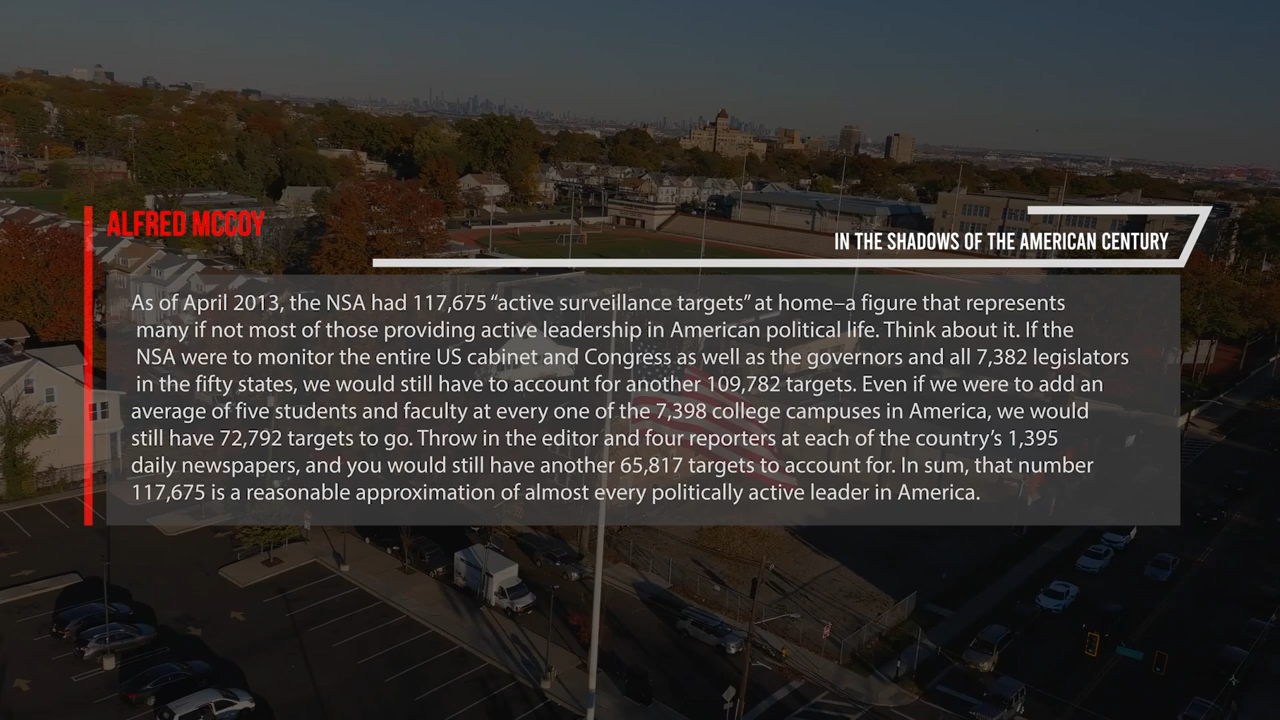 ALFRED MCCOY
IN THE SHADOWS OF THE AMERICAN CENTURY
As of April 2013, the NSA had 117,675 “active surveillance targets” at home–a figure that represents
many if not most of those providing active leadership in American political life. Think about it. If the
NSA were to monitor the entire US cabinet and Congress as well as the governors and all 7,382 legislators
in the fifty states, we would still have to account for another 109,782 targets. Even if we were to add an
average of five students and faculty at every one of the 7,398 college campuses in America, we would
still have 72,792 targets to go. Throw in the editor and four reporters at each of the country’s 1,395
daily newspapers, and you would still have another 65,817 targets to account for. In sum, that number
117,675 is a reasonable approximation of almost every politically active leader in America.